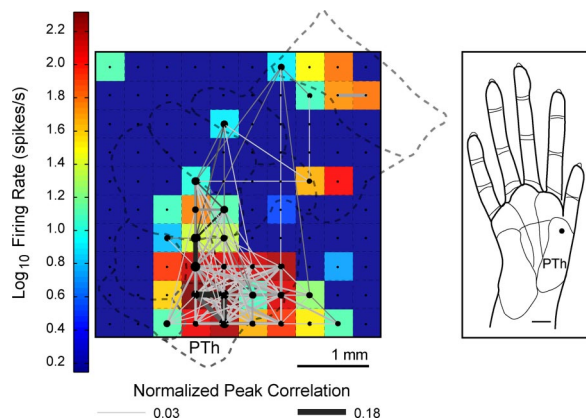 Log10 Firing Rate (spikes/s)
2.2
2.0
1.8
1.6
1.4
1.2
1.0
0.8
0.6
0.4
0.2
PTh
1 mm
Normalized Peak Correlation
0.03
0.18
PTh